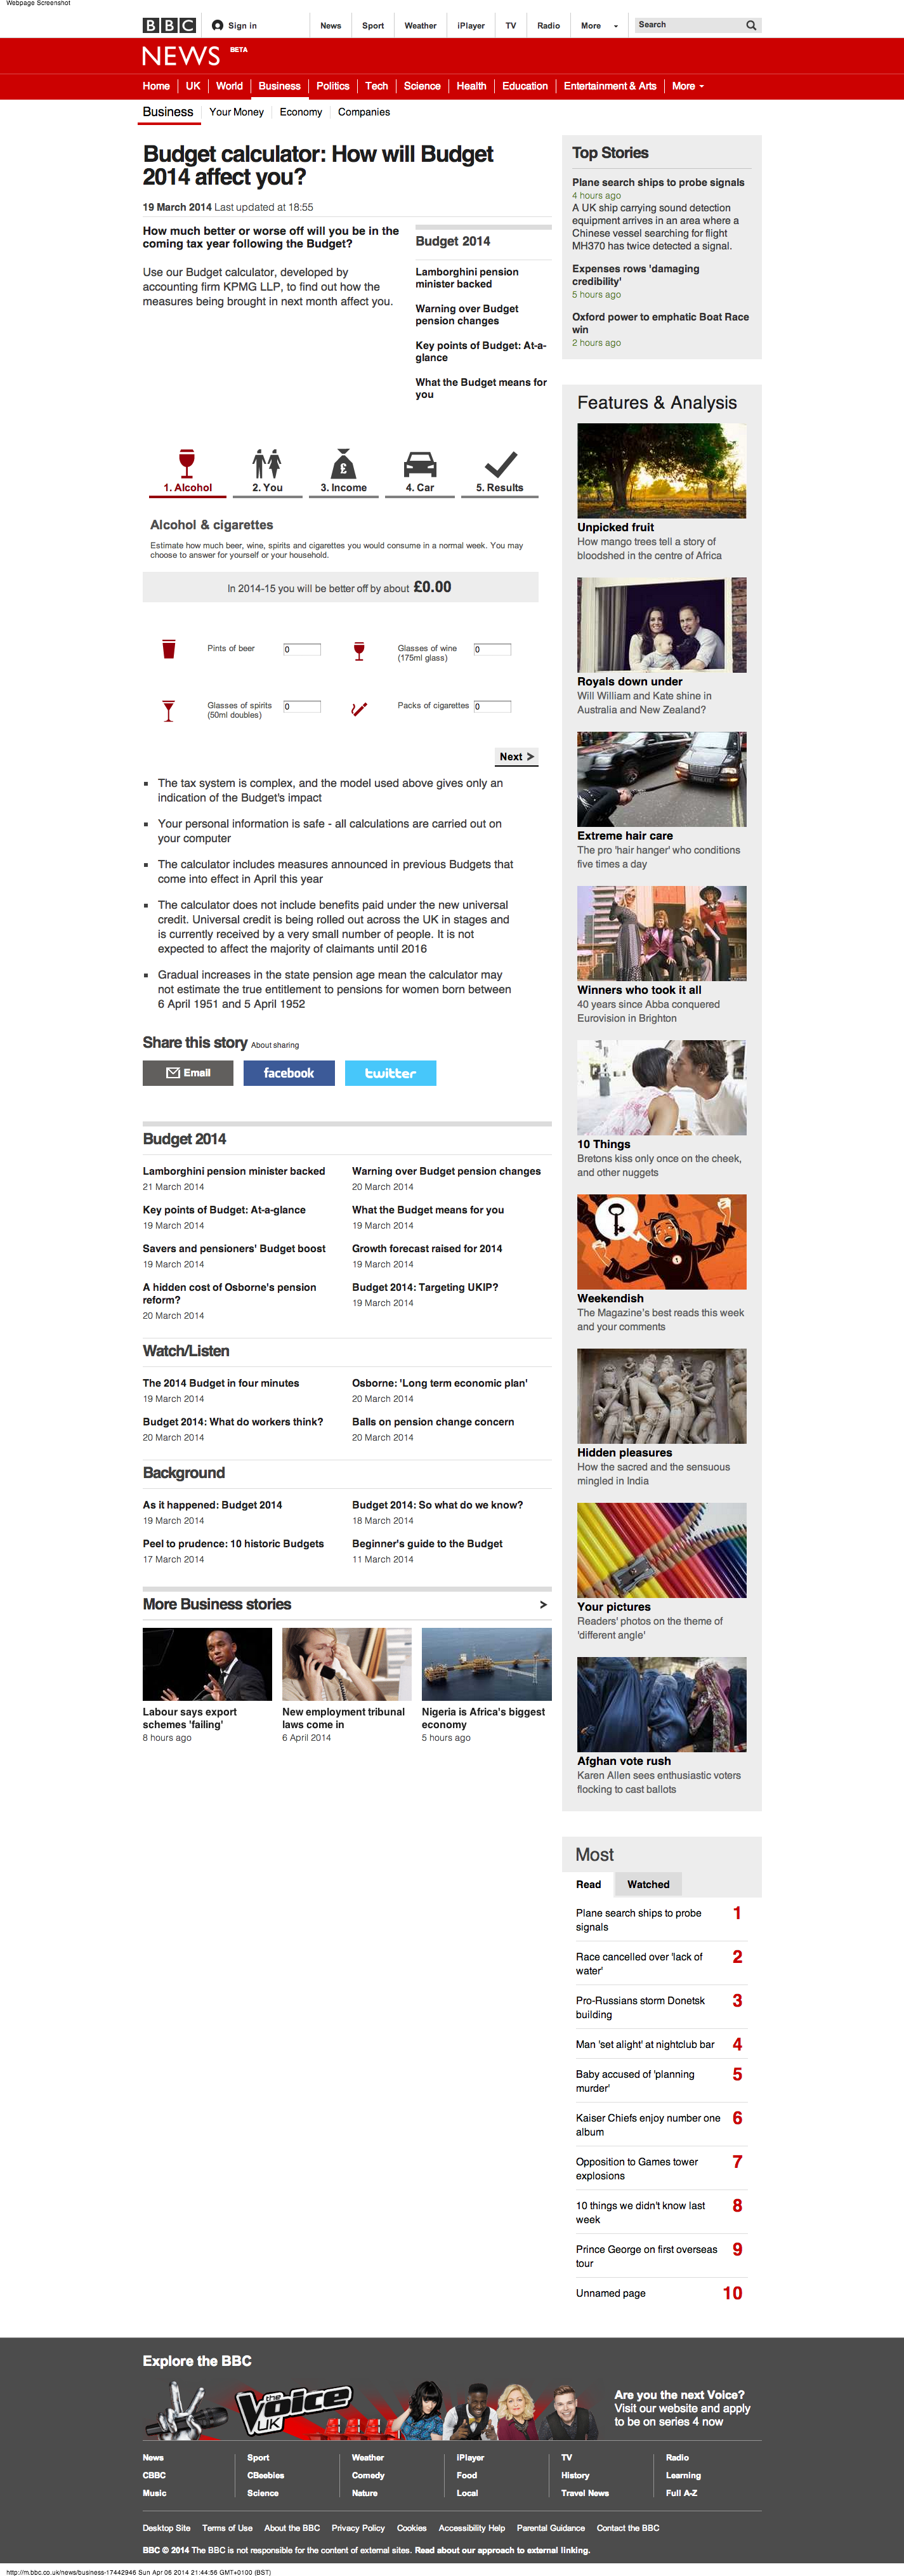 Webpage Screenshot
BBC Sign in News Sport Weather iPlayer TV Radio More Search
NEWS BETA
Home UK World Business Politics Tech Science Health Education Entertainment & Arts More
Business Your Money Economy Companies
Budget calculator: How will Budget
2014 affect you?
19 March 2014 Last updated at 18:55
How much better or worse off will you be in the
coming tax year following the Budget?
Use our Budget calculator, developed by
accounting firm KPMG LLP, to find out how the
measures being brought in next month affect you.
Budget 2014
Lamborghini pension
minister backed
Warning over Budget
pension changes
Key points of Budget: At-a-
glance
What the Budget means for
you
£
1. Alcohol 2. You 3. Income 4. Car 5. Results
Alcohol & cigarettes
Estimate how much beer, wine, spirits and cigarettes you would consume in a normal week. You may
choose to answer for yourself or your household.
In 2014-15 you will be better off by about £0.00
Pints of beer 0
Glasses of wine 0
(175ml glass)
Glasses of spirits 0
(50ml doubles)
Packs of cigarettes 0
Next
The tax system is complex, and the model used above gives only an
indication of the Budget's impact
Your personal information is safe - all calculations are carried out on
your computer
The calculator includes measures announced in previous Budgets that
come into effect in April this year
The calculator does not include benefits paid under the new universal
credit. Universal credit is being rolled out across the UK in stages and
is currently received by a very small number of people. It is not
expected to affect the majority of claimants until 2016
Gradual increases in the state pension age mean the calculator may
not estimate the true entitlement to pensions for women born between
6 April 1951 and 5 April 1952
Share this story About sharing
Email facebook twitter
Budget 2014
Lamborghini pension minister backed
21 March 2014
Warning over Budget pension changes
20 March 2014
Key points of Budget: At-a-glance
19 March 2014
What the Budget means for you
19 March 2014
Savers and pensioners' Budget boost
19 March 2014
Growth forecast raised for 2014
19 March 2014
A hidden cost of Osborne's pension
reform?
20 March 2014
Budget 2014: Targeting UKIP?
19 March 2014
Watch/Listen
The 2014 Budget in four minutes
19 March 2014
Osborne: 'Long term economic plan'
20 March 2014
Budget 2014: What do workers think?
20 March 2014
Balls on pension change concern
20 March 2014
Background
As it happened: Budget 2014
19 March 2014
Budget 2014: So what do we know?
18 March 2014
Peel to prudence: 10 historic Budgets
17 March 2014
Beginner's guide to the Budget
11 March 2014
More Business stories
Labour says export
schemes 'failing'
8 hours ago
New employment tribunal
laws come in
6 April 2014
Nigeria is Africa's biggest
economy
5 hours ago
Top Stories
Plane search ships to probe signals
4 hours ago
A UK ship carrying sound detection
equipment arrives in an area where a
Chinese vessel searching for flight
MH370 has twice detected a signal.
Expenses rows 'damaging
credibility'
5 hours ago
Oxford power to emphatic Boat Race
win
2 hours ago
Features & Analysis
Unpicked fruit
How mango trees tell a story of
bloodshed in the centre of Africa
Royals down under
Will William and Kate shine in
Australia and New Zealand?
Extreme hair care
The pro 'hair hanger' who conditions
five times a day
Winners who took it all
40 years since Abba conquered
Eurovision in Brighton
10 Things
Bretons kiss only once on the cheek,
and other nuggets
Weekendish
The Magazine's best reads this week
and your comments
Hidden pleasures
How the sacred and the sensuous
mingled in India
Your pictures
Readers' photos on the theme of
'different angle'
Afghan vote rush
Karen Allen sees enthusiastic voters
flocking to cast ballots
Most
Read Watched
Plane search ships to probe 1
signals
Race cancelled over 'lack of 2
water'
Pro-Russians storm Donetsk 3
building
Man 'set alight' at nightclub bar 4
Baby accused of 'planning 5
murder'
Kaiser Chiefs enjoy number one 6
album
Opposition to Games tower 7
explosions
10 things we didn't know last 8
week
Prince George on first overseas 9
tour
Unnamed page 10
Explore the BBC
the Voice UK
Are you the next Voice?
Visit our website and apply
to be on series 4 now
News Sport Weather iPlayer TV Radio
CBBC CBeebies Comedy Food History Learning
Music Science Nature Local Travel News Full A-Z
Desktop Site Terms of Use About the BBC Privacy Policy Cookies Accessibility Help Parental Guidance Contact the BBC
BBC © 2014 The BBC is not responsible for the content of external sites. Read about our approach to external linking.
http://m.bbc.co.uk/news/business-17442946 Sun Apr 06 2014 21:44:56 GMT+0100 (BST)